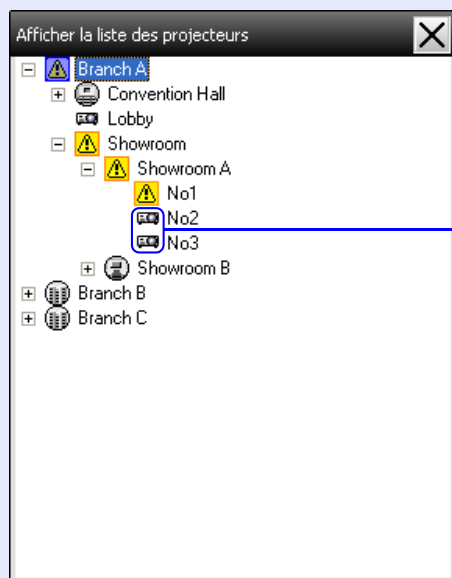 Afficher la liste des projecteurs
Branch A
Convention Hall
Lobby
Showroom
Showroom A
No1
No2
No3
Showroom B
Branch B
Branch C